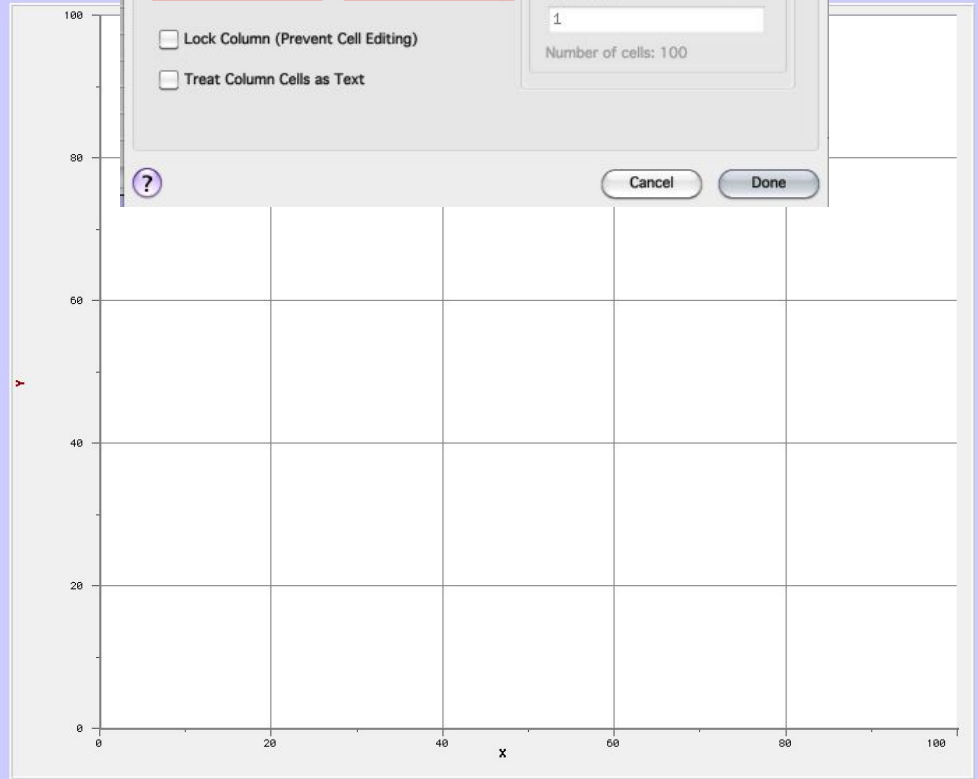 100
1
Lock Column (Prevent Cell Editing)
Number of cells: 100
Treat Column Cells as Text
80
?
Cancel Done
60
Y
40
20
0
0 20 40 60 80 100
X